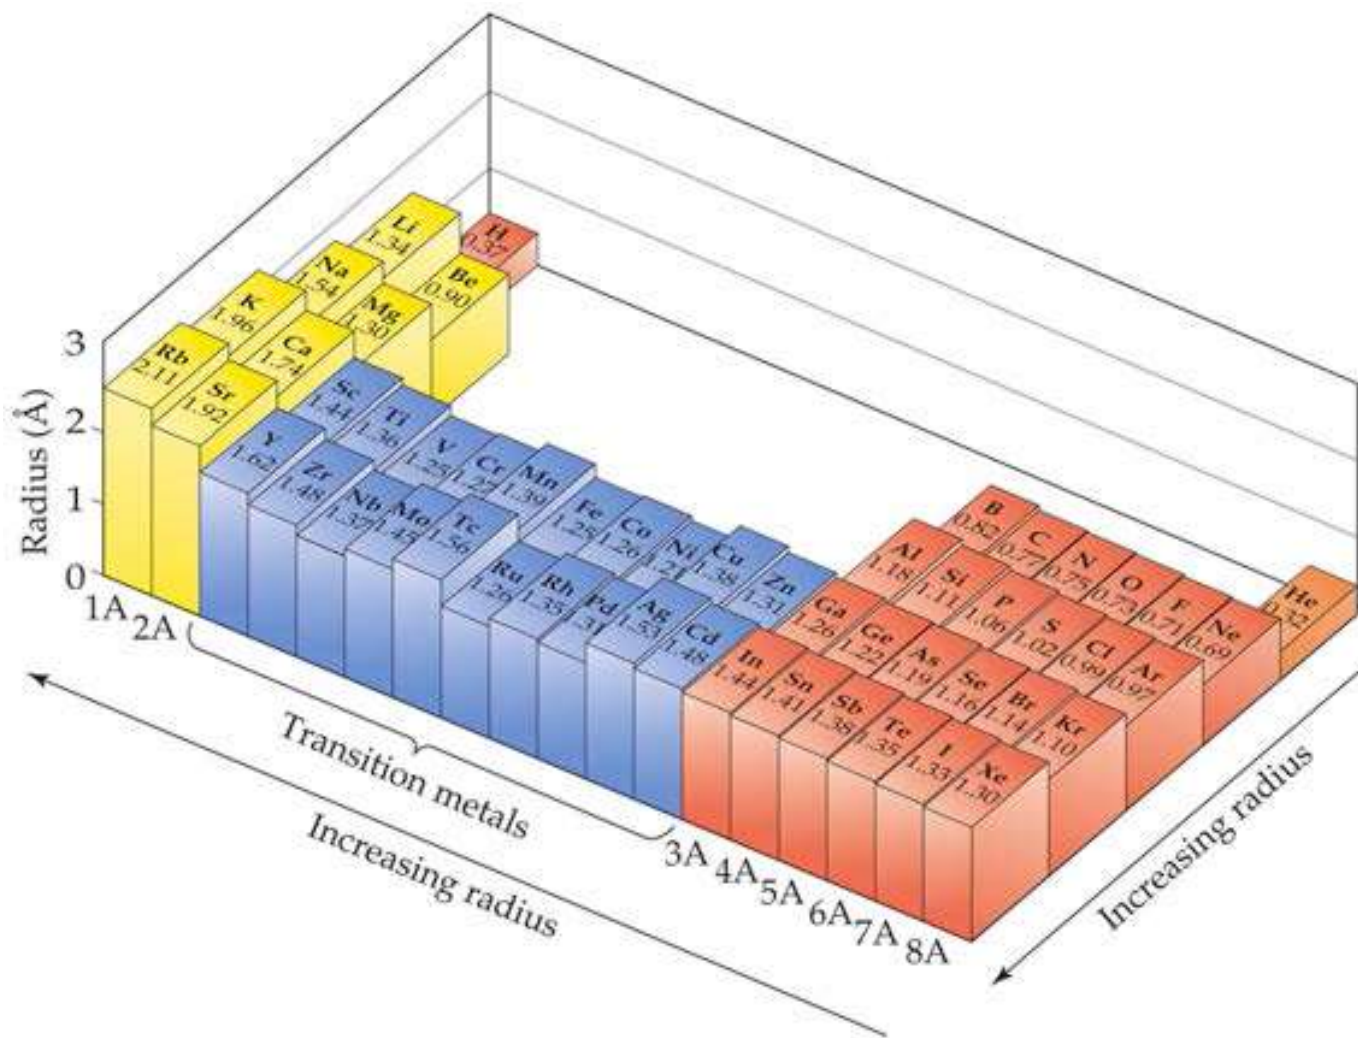 H
0.37
Li
1.34
Be
0.90
Na
1.54
Mg
1.30
K
1.96
Ca
1.74
Rb
2.11
Sr
1.92
Sc
1.44
Ti
1.36
V
1.25
Cr
1.27
Mn
1.39
Fe
1.25
Co
1.26
Ni
1.21
Cu
1.38
Zn
1.31
Y
1.62
Zr
1.48
Nb
1.37
Mo
1.45
Tc
1.56
Ru
1.26
Rh
1.35
Pd
1.31
Ag
1.53
Cd
1.48
B
0.82
C
0.77
N
0.75
O
0.73
F
0.71
Ne
0.69
He
0.32
Al
1.18
Si
1.11
P
1.06
S
1.02
Cl
0.99
Ar
0.97
Ga
1.26
Ge
1.22
As
1.19
Se
1.16
Br
1.14
Kr
1.10
In
1.44
Sn
1.41
Sb
1.38
Te
1.35
I
1.33
Xe
1.30
3
2
1
0
Radius (Å)
1A
2A
3A
4A
5A
6A
7A
8A
Transition metals
Increasing radius
Increasing radius